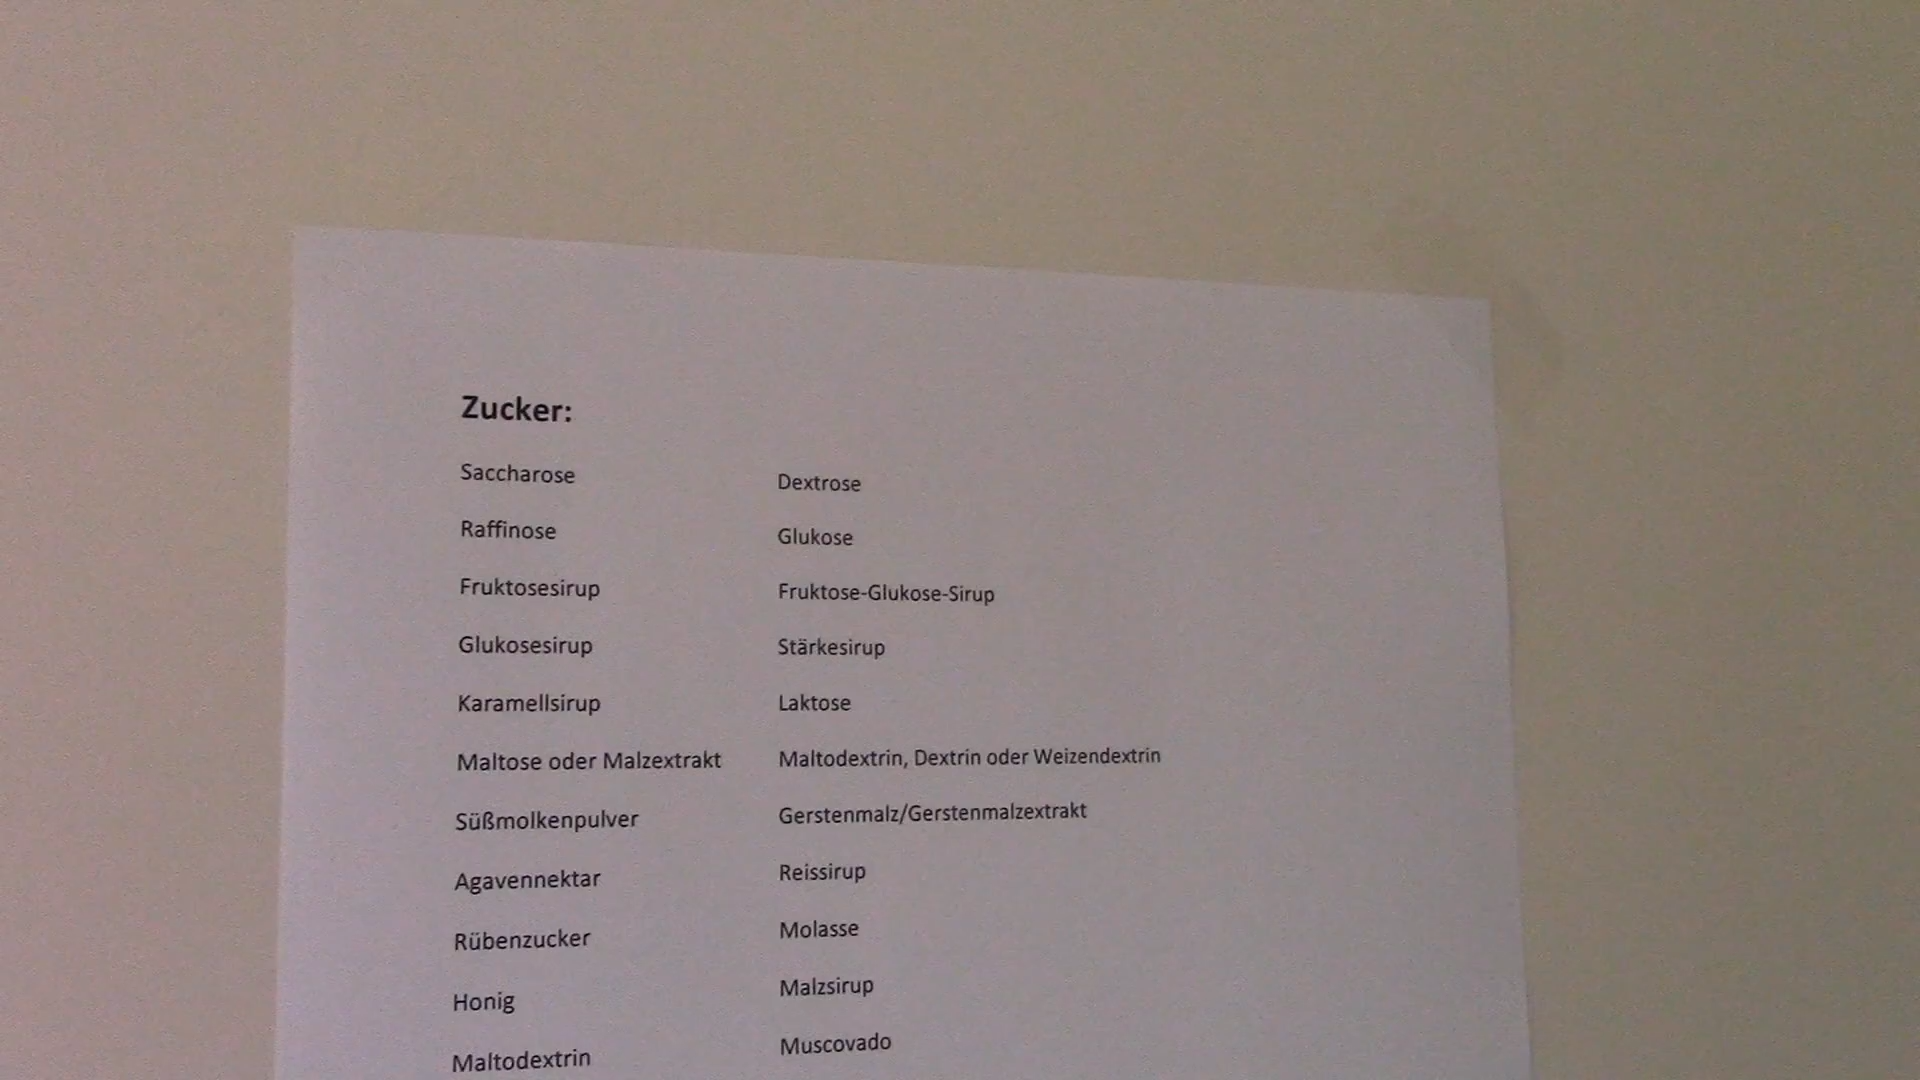 Zucker:
Saccharose
Dextrose
Raffinose
Glukose
Fruktosesirup
Fruktose-Glukose-Sirup
Glukosesirup
Stärkesirup
Karamellsirup
Laktose
Maltose oder Malzextrakt
Maltodextrin, Dextrin oder Weizendextrin
Süßmolkenpulver
Gerstenmalz/Gerstenmalzextrakt
Agavennektar
Reissirup
Rübenzucker
Molasse
Honig
Malzsirup
Maltodextrin
Muscovado